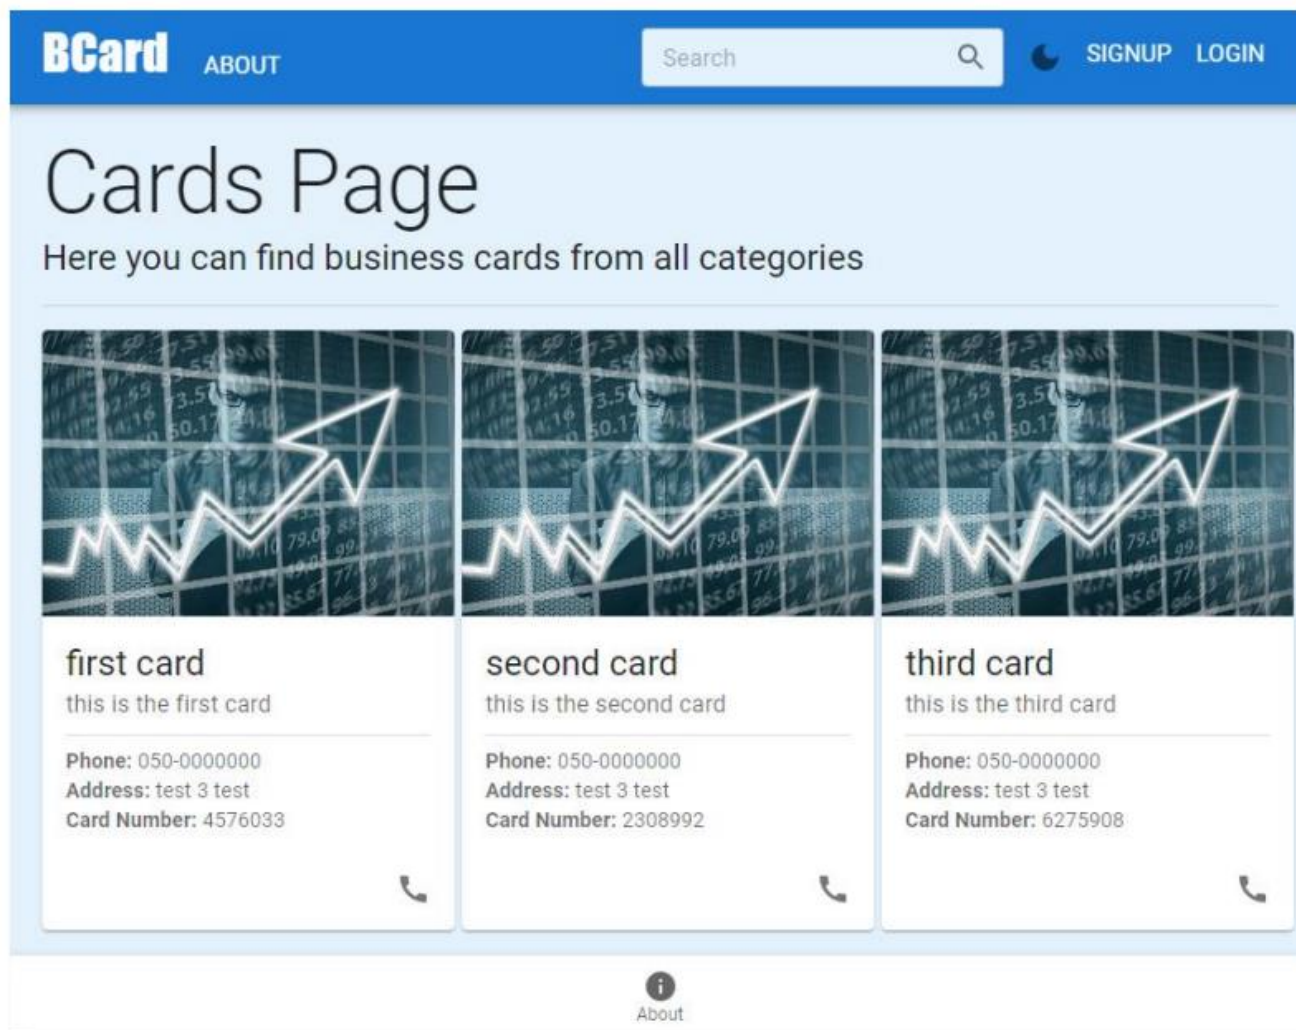 BCard ABOUT Search SIGNUP LOGIN
Cards Page
Here you can find business cards from all categories
first card
this is the first card
Phone: 050-0000000
Address: test 3 test
Card Number: 4576033
second card
this is the second card
Phone: 050-0000000
Address: test 3 test
Card Number: 2308992
third card
this is the third card
Phone: 050-0000000
Address: test 3 test
Card Number: 6275908
About